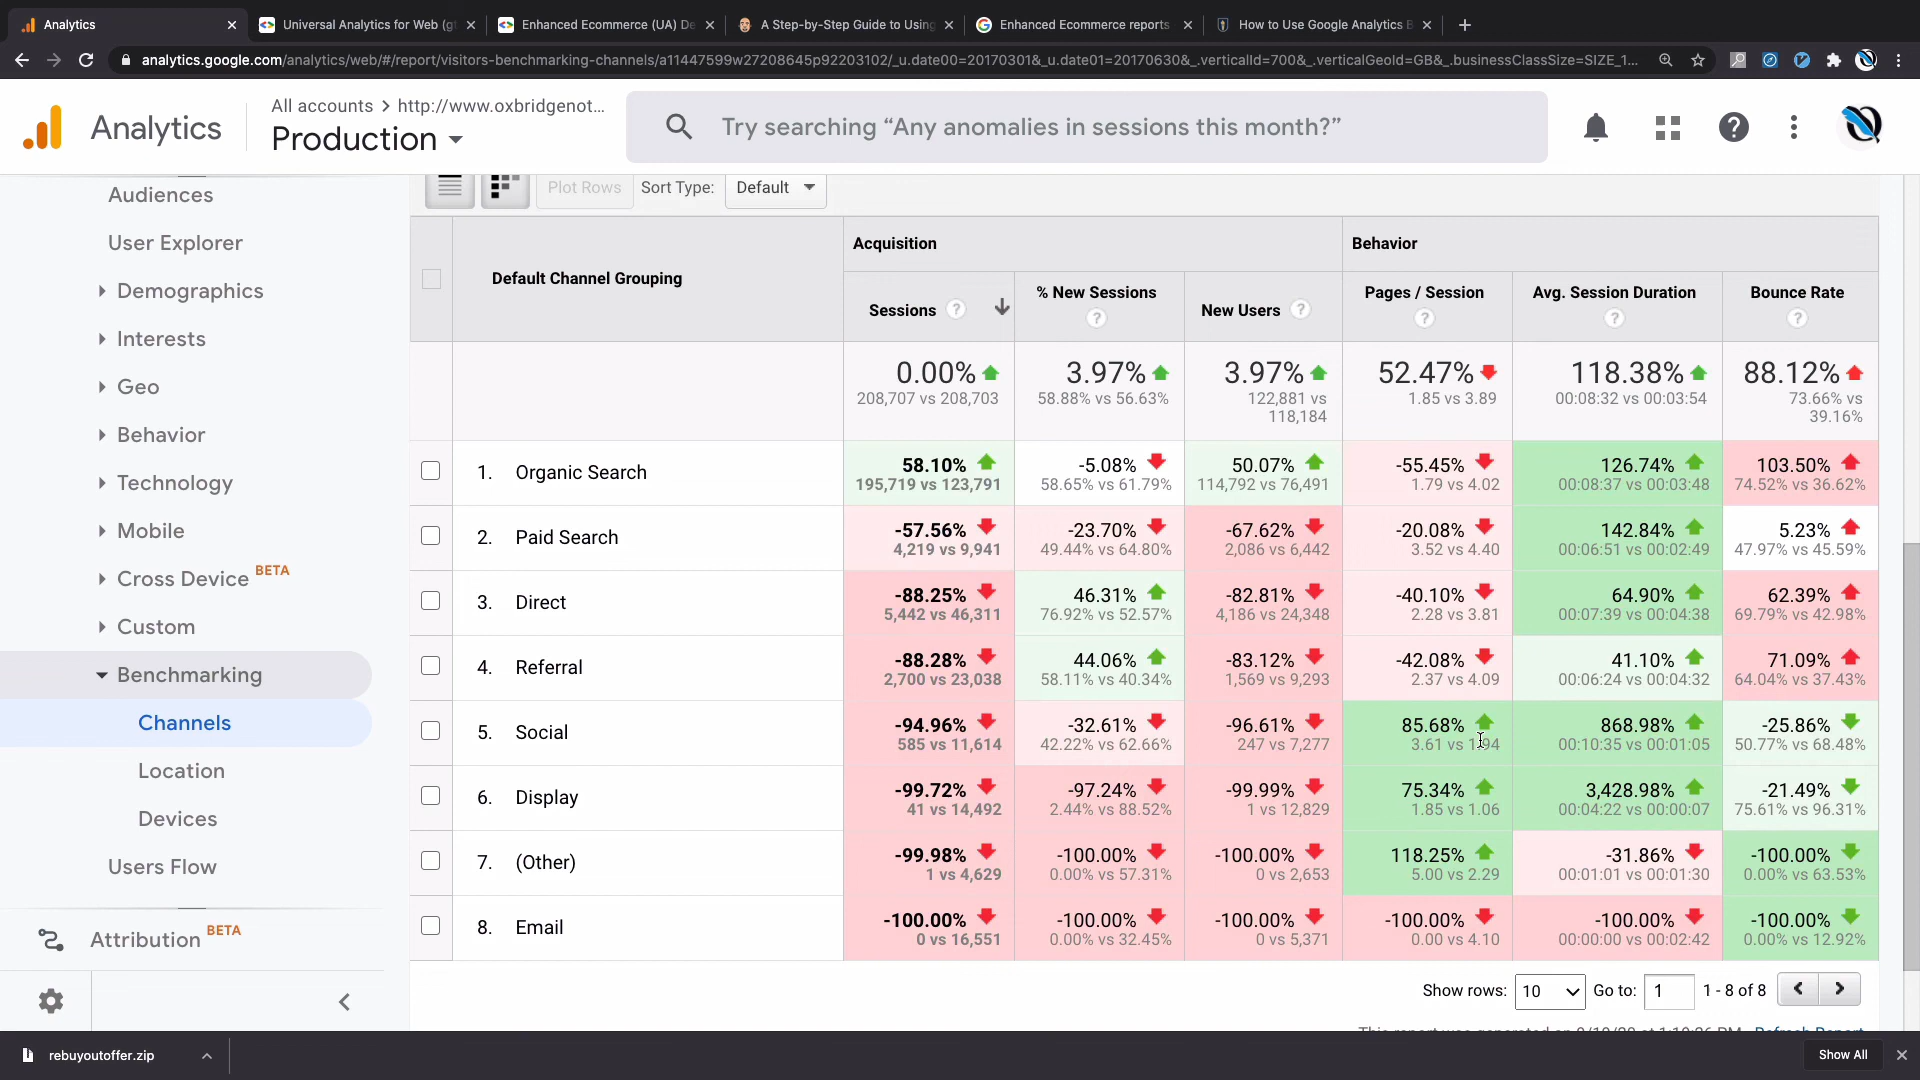 Analytics
Universal Analytics for Web (g
Enhanced Ecommerce (UA) De
A Step-by-Step Guide to Using
Enhanced Ecommerce reports
How to Use Google Analytics B
analytics.google.com/analytics/web/#/report/visitors-benchmarking-channels/a11447599w27208645p92203102/_u.date00=20170301&_u.date01=20170630&_.verticalId=700&_.verticalGeoId=GB&_.businessClassSize=SIZE_1...
Analytics
All accounts > http://www.oxbridgenot...
Production
Try searching “Any anomalies in sessions this month?”
Audiences
User Explorer
Demographics
Interests
Geo
Behavior
Technology
Mobile
Cross Device BETA
Custom
Benchmarking
Channels
Location
Devices
Users Flow
Attribution BETA
Plot Rows Sort Type: Default
Default Channel Grouping
Acquisition
Behavior
Sessions
% New Sessions
New Users
Pages / Session
Avg. Session Duration
Bounce Rate
0.00% 3.97% 3.97% 52.47% 118.38% 88.12%
208,707 vs 208,703 58.88% vs 56.63% 122,881 vs 1.85 vs 3.89 00:08:32 vs 00:03:54 73.66% vs
118,184 39.16%
1. Organic Search 58.10% -5.08% 50.07% -55.45% 126.74% 103.50%
195,719 vs 123,791 58.65% vs 61.79% 114,792 vs 76,491 1.79 vs 4.02 00:08:37 vs 00:03:48 74.52% vs 36.62%
2. Paid Search -57.56% -23.70% -67.62% -20.08% 142.84% 5.23%
4,219 vs 9,941 49.44% vs 64.80% 2,086 vs 6,442 3.52 vs 4.40 00:06:51 vs 00:02:49 47.97% vs 45.59%
3. Direct -88.25% 46.31% -82.81% -40.10% 64.90% 62.39%
5,442 vs 46,311 76.92% vs 52.57% 4,186 vs 24,348 2.28 vs 3.81 00:07:39 vs 00:04:38 69.79% vs 42.98%
4. Referral -88.28% 44.06% -83.12% -42.08% 41.10% 71.09%
2,700 vs 23,038 58.11% vs 40.34% 1,569 vs 9,293 2.37 vs 4.09 00:06:24 vs 00:04:32 64.04% vs 37.43%
5. Social -94.96% -32.61% -96.61% 85.68% 868.98% -25.86%
585 vs 11,614 42.22% vs 62.66% 247 vs 7,277 3.61 vs 1.94 00:10:35 vs 00:01:05 50.77% vs 68.48%
6. Display -99.72% -97.24% -99.99% 75.34% 3,428.98% -21.49%
41 vs 14,492 2.44% vs 88.52% 1 vs 12,829 1.85 vs 1.06 00:04:22 vs 00:00:07 75.61% vs 96.31%
7. (Other) -99.98% -100.00% -100.00% 118.25% -31.86% -100.00%
1 vs 4,629 0.00% vs 57.31% 0 vs 2,653 5.00 vs 2.29 00:01:01 vs 00:01:30 0.00% vs 63.53%
8. Email -100.00% -100.00% -100.00% -100.00% -100.00% -100.00%
0 vs 16,551 0.00% vs 32.45% 0 vs 5,371 0.00 vs 4.10 00:00:00 vs 00:02:42 0.00% vs 12.92%
Show rows: 10 Go to: 1 1 - 8 of 8
rebuyoutoffer.zip
Show All